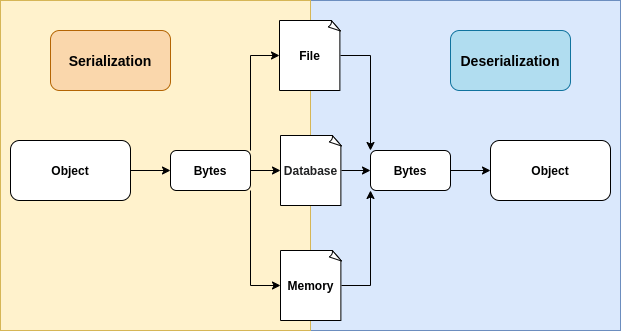 File
Serialization
Deserialization
Object
Bytes
Database
Bytes
Object
Memory